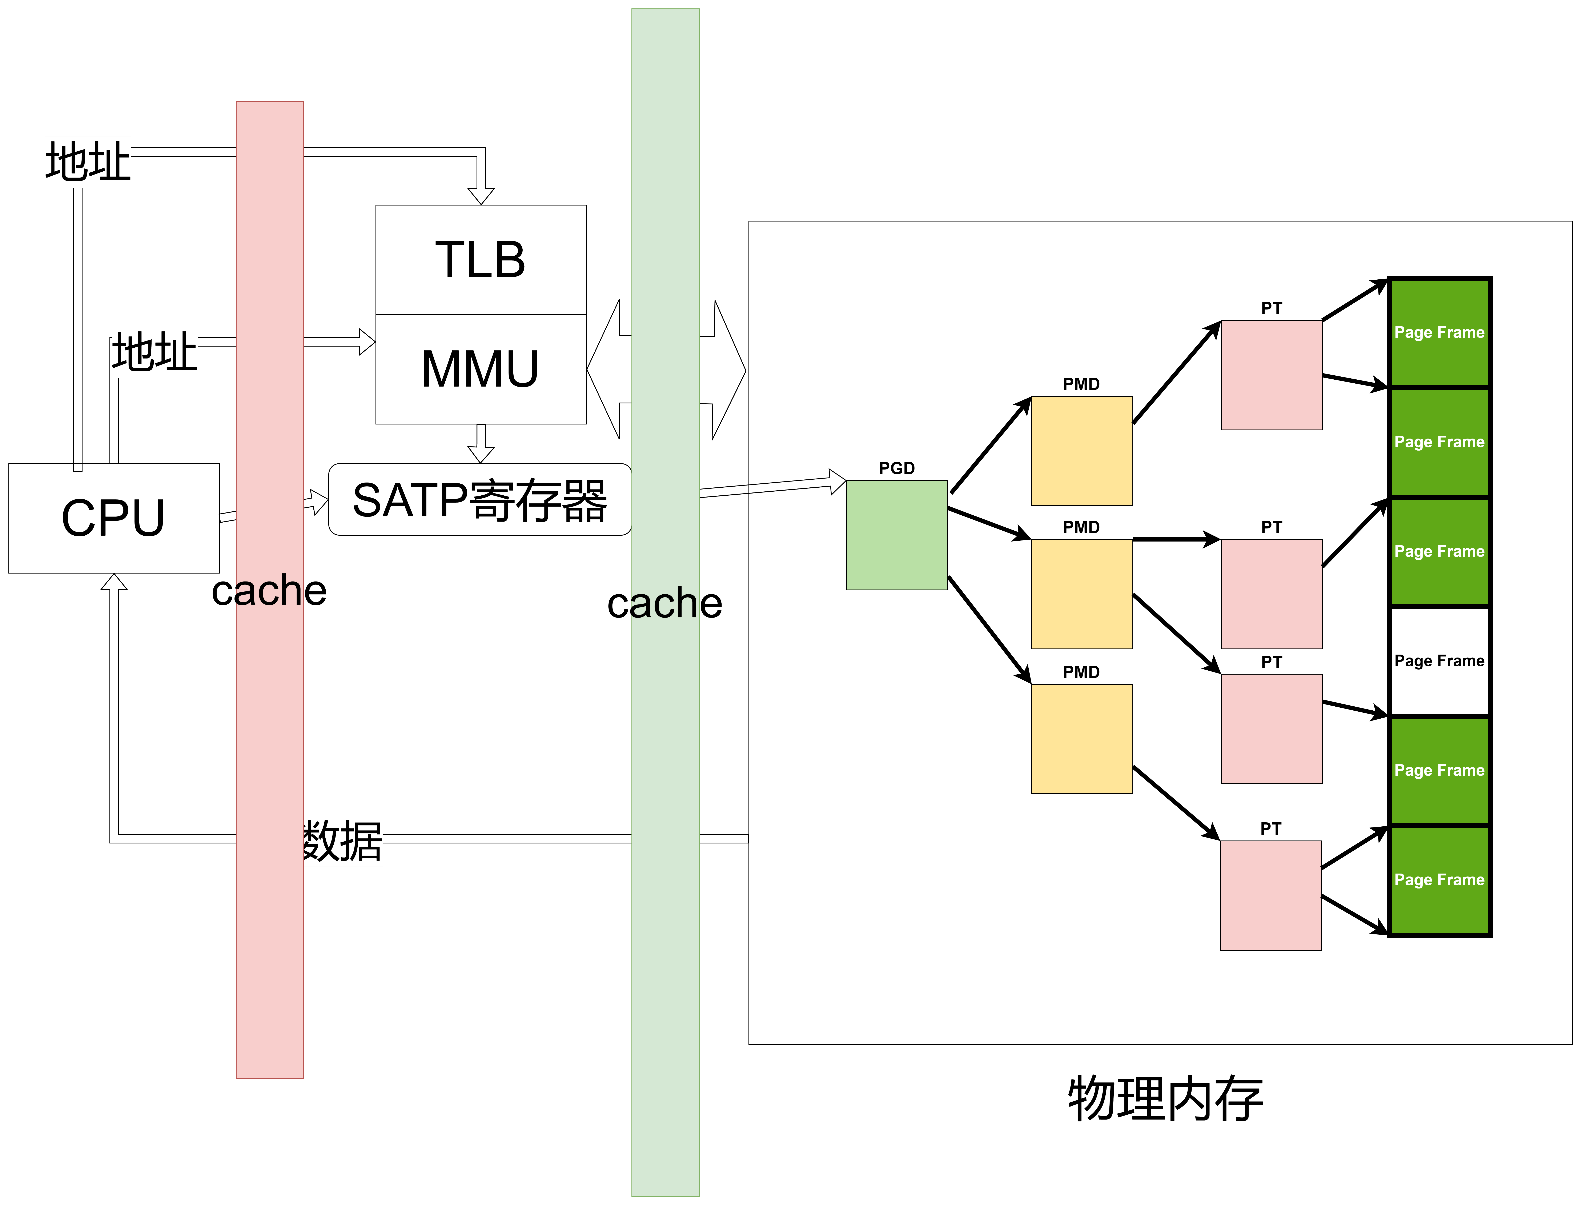 地址
TLB
地址
MMU
CPU
SATP寄存器
cache
cache
数据
PGD
PMD
PMD
PMD
PT
PT
PT
PT
Page Frame
Page Frame
Page Frame
Page Frame
Page Frame
Page Frame
物理内存